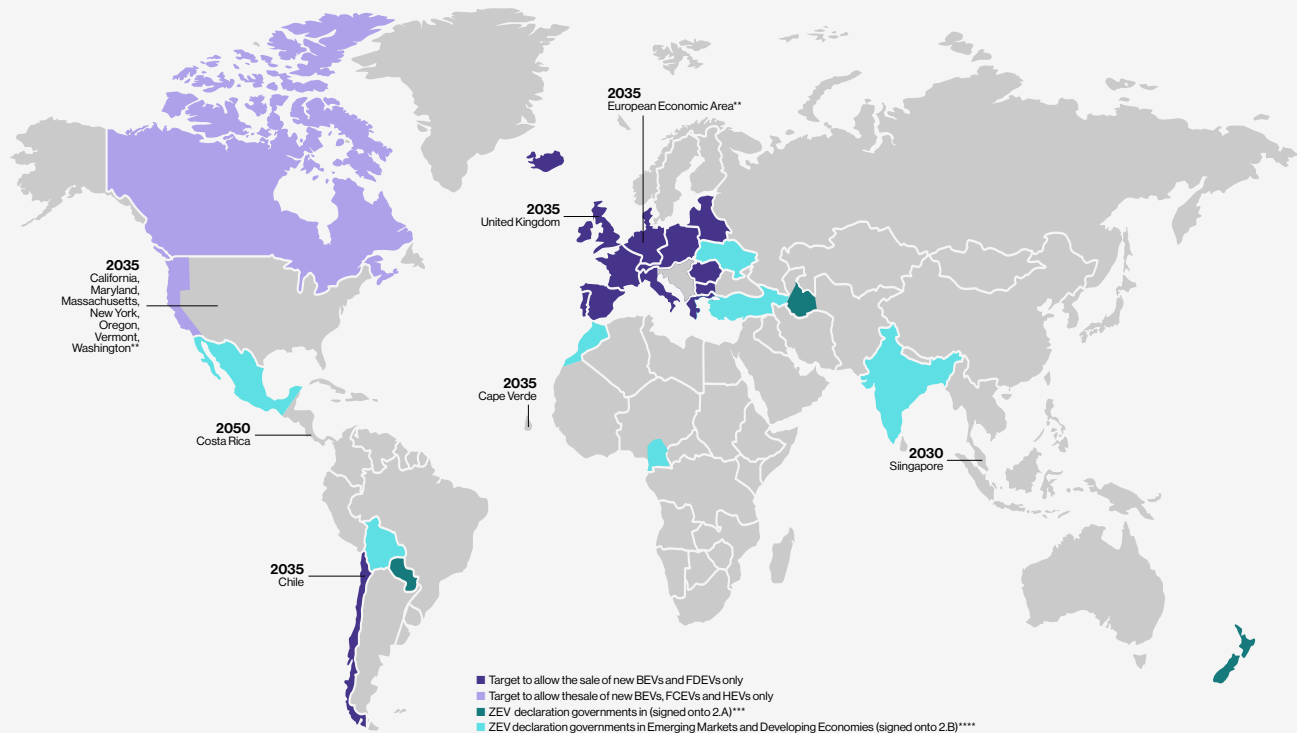 2035
European Economic Area**
2035
United Kingdom
2035
California,
Maryland,
Massachusetts,
New York,
Oregon,
Vermont,
Washington**
2035
Cape Verde
2050
Costa Rica
2030
Siingapore
2035
Chile
Target to allow the sale of new BEVs and FDEVs only
Target to allow thesale of new BEVs, FCEVs and HEVs only
ZEV declaration governments in (signed onto 2.A)***
ZEV declaration governments in Emerging Markets and Developing Economies (signed onto 2.B)****